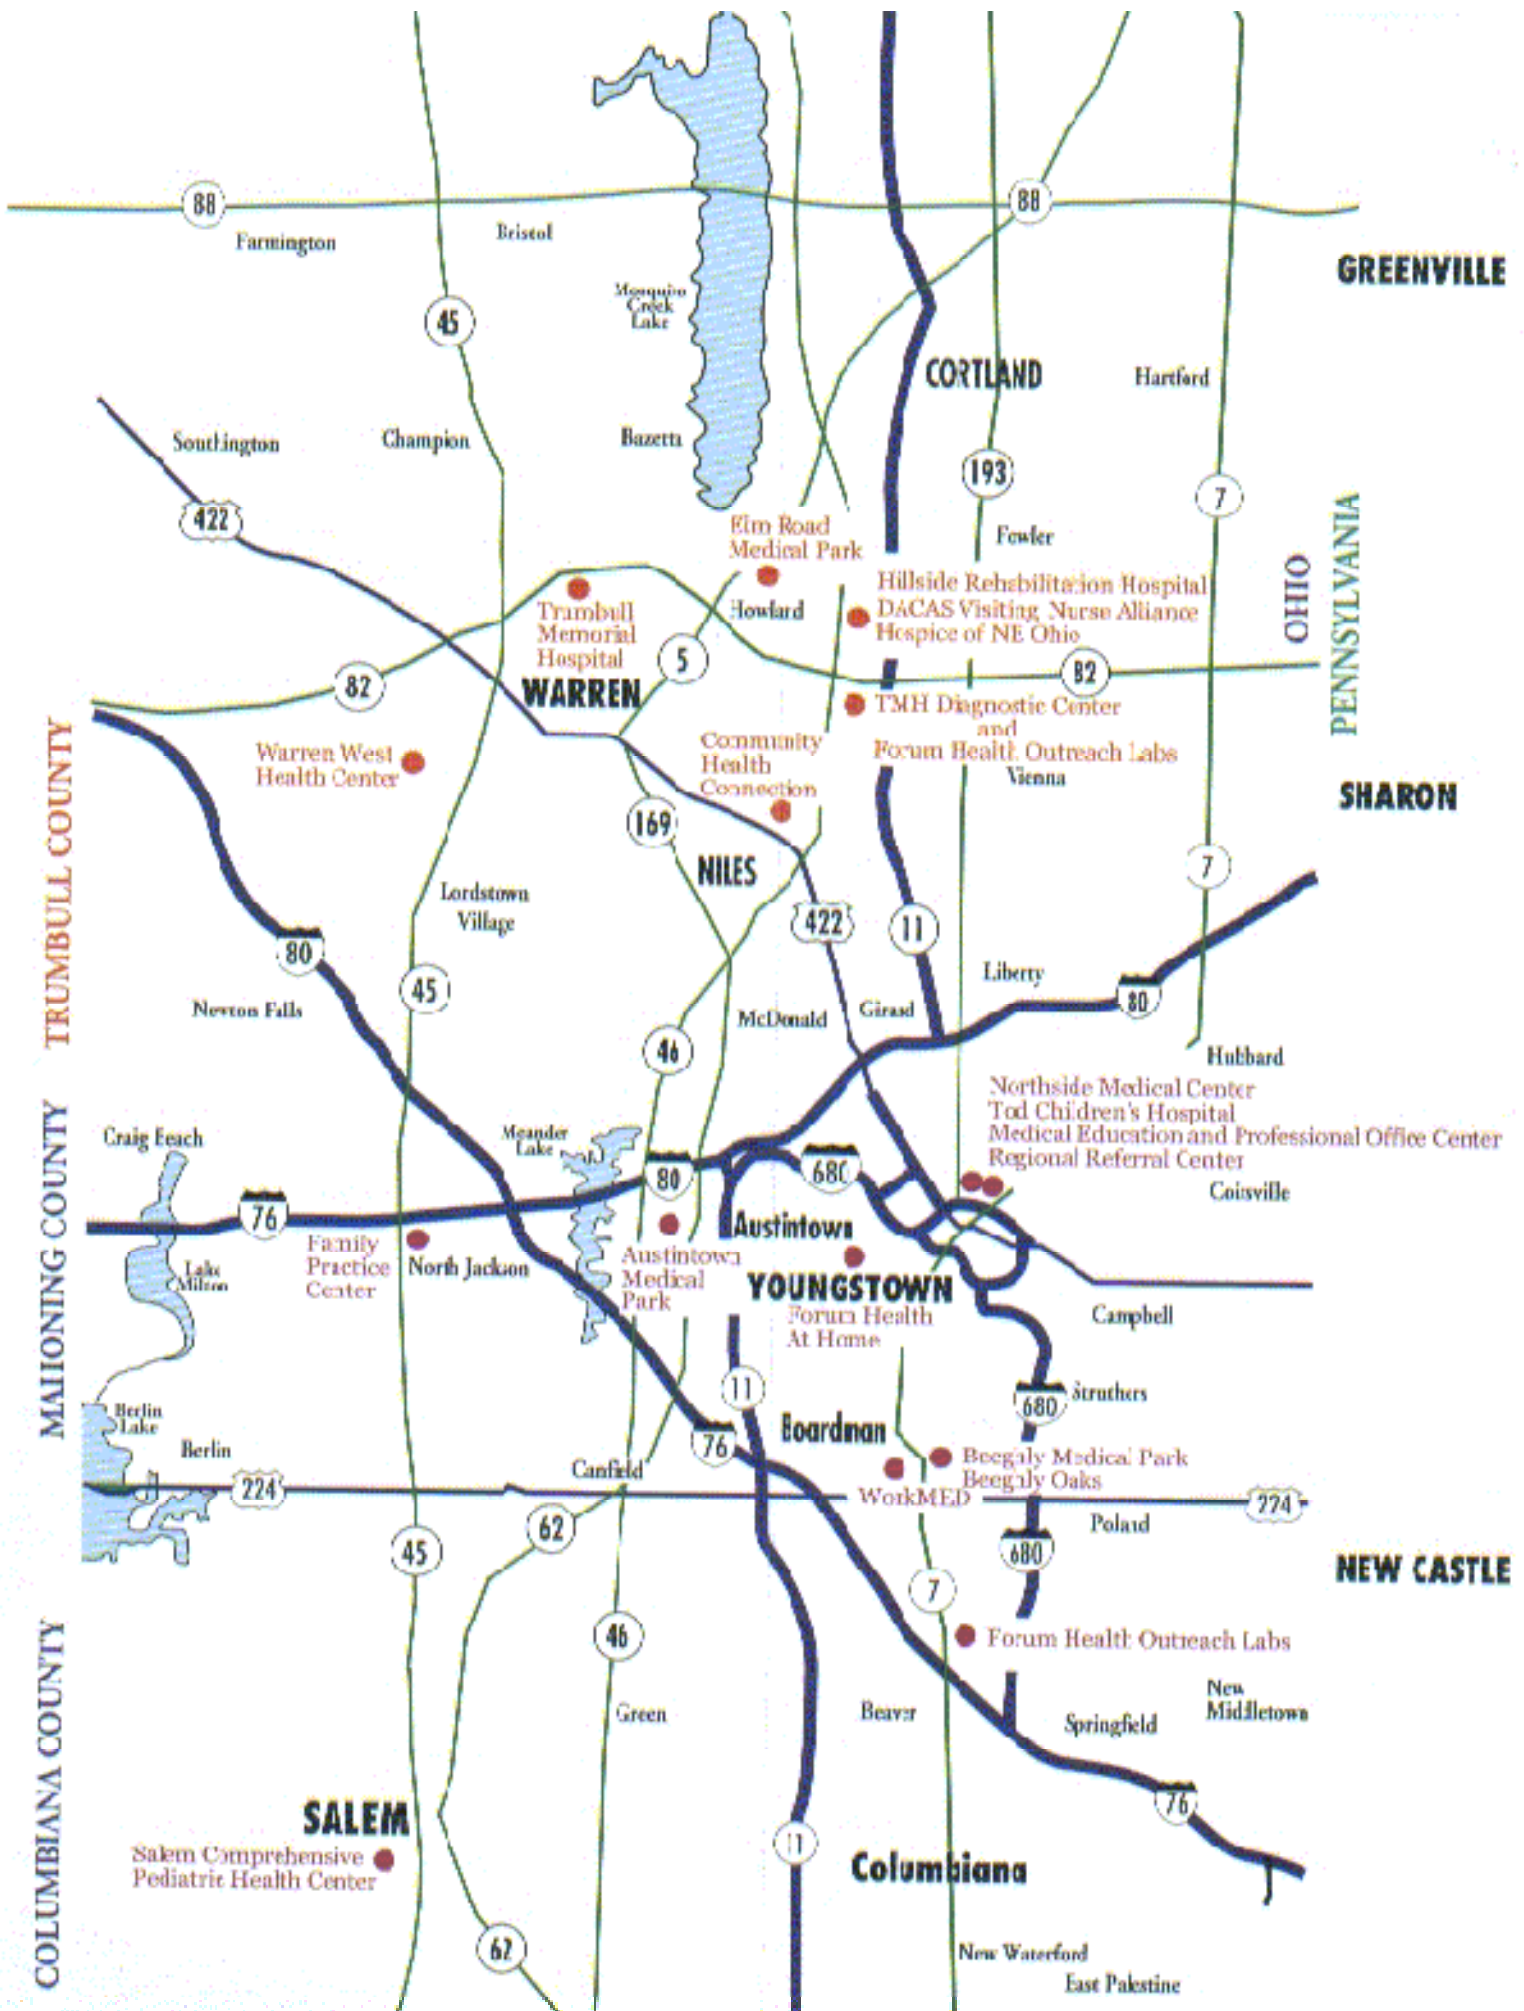 88
88
Farmington
Bristol
GREENVILLE
Mosquito
Creek
Lake
45
CORTLAND
Hartford
Southington
Champion
Bazetta
193
7
422
Elm Road
Medical Park
Fowler
OHIO
PENNSYLVANIA
Hillside Rehabilitation Hospital
DACAS Visiting Nurse Alliance
Hospice of NE Ohio
Howland
Trumbull
Memorial
Hospital
5
82
82
WARREN
TMH Diagnostic Center
and
Forum Health Outreach Labs
Community
Health
Connection
Warren West
Health Center
Vienna
SHARON
TRUMBULL COUNTY
169
NILES
7
Lordstown
Village
422
11
80
Liberty
45
80
Newton Falls
McDonald
Girard
46
Hubbard
Northside Medical Center
Tod Children's Hospital
Medical Education and Professional Office Center
Regional Referral Center
MAHONING COUNTY
Craig Beach
Meander
Lake
80
680
Coitsville
76
Austintown
Family
Practice
Center
North Jackson
Lake
Milton
Austintown
Medical
Park
YOUNGSTOWN
Forum Health
At Home
Campbell
11
680
Struthers
Berlin
Lake
Boardman
Berlin
76
Canfield
Beeghly Medical Park
Beeghly Oaks
WorkMED
224
224
62
Poland
45
680
NEW CASTLE
7
46
Forum Health Outreach Labs
COLUMBIANA COUNTY
Green
Beaver
Springfield
New
Middletown
76
SALEM
11
Salem Comprehensive
Pediatric Health Center
Columbiana
62
New Waterford
East Palestine